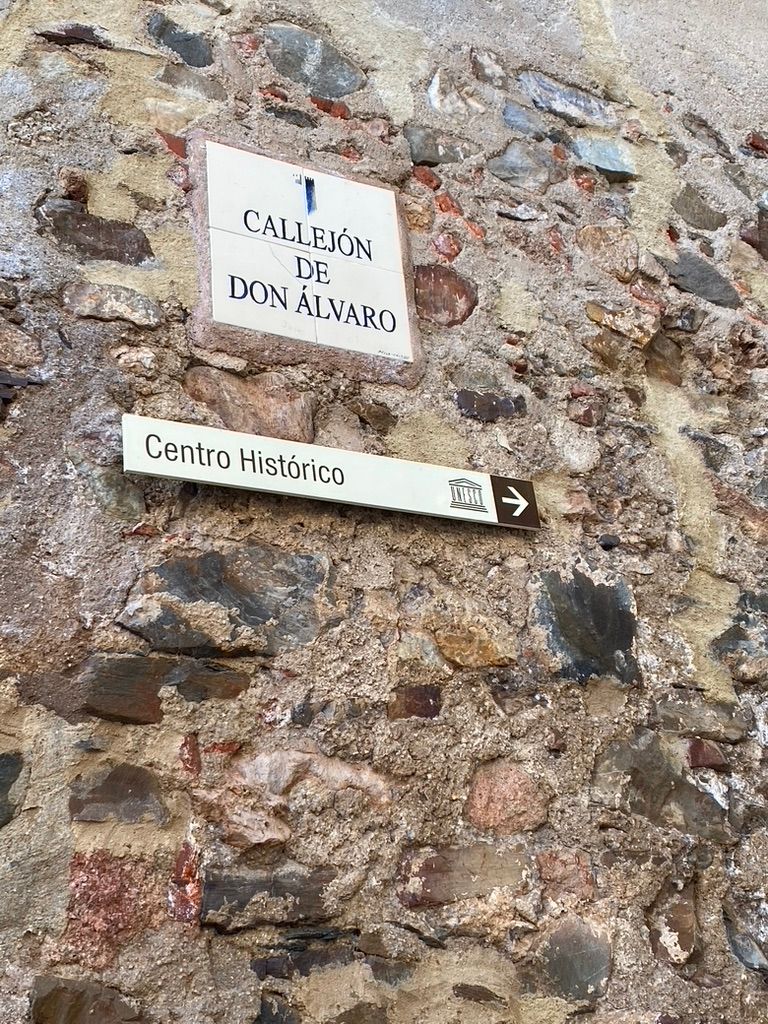 CALLEJÓN
DE
DON ÁLVARO
Centro Histórico
UNESCO